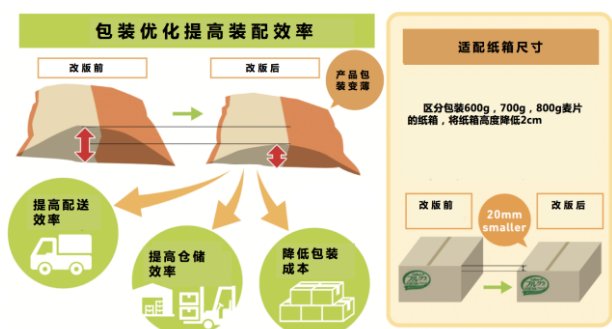 包装优化提高装配效率
改版前
改版后
产品包
装变薄
提高配送
效率
提高仓储
效率
降低包装
成本
适配纸箱尺寸
区分包装600g，700g，800g麦片
的纸箱，将纸箱高度降低2cm
改版前
20mm
smaller
改版后